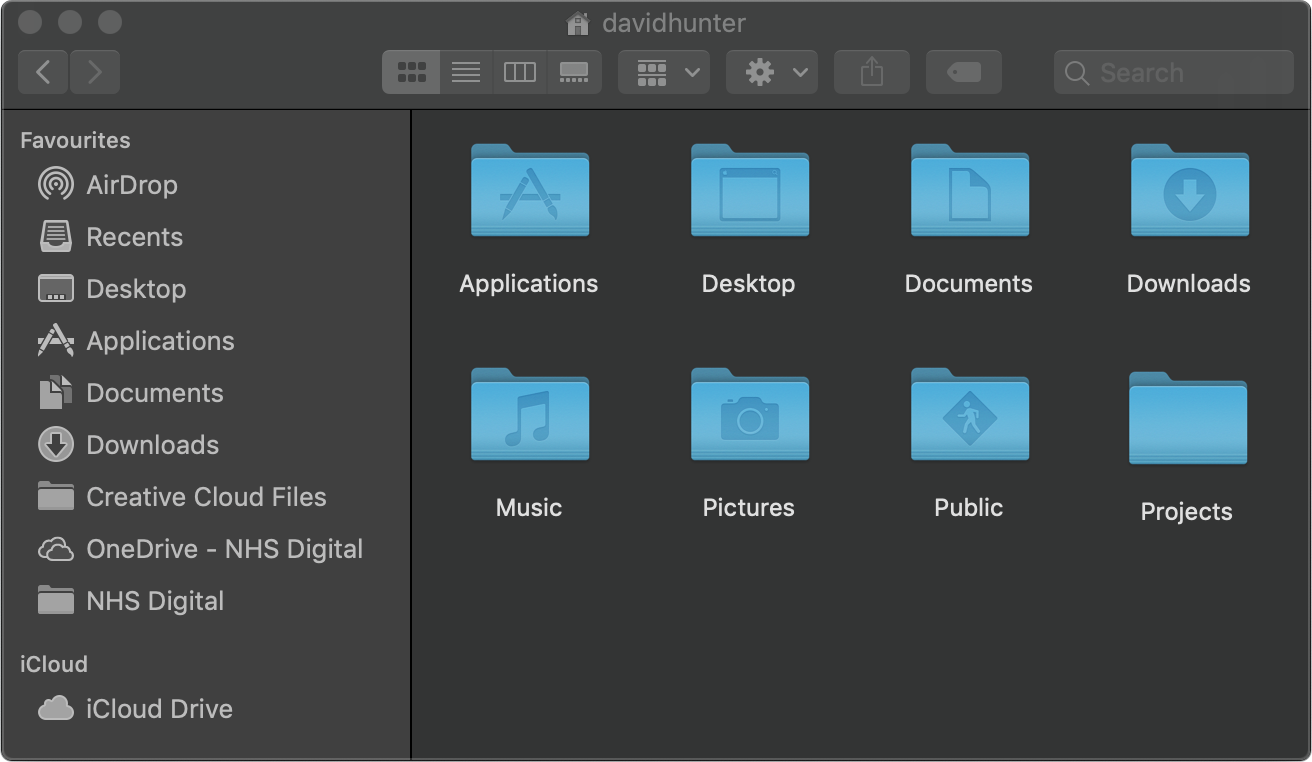 davidhunter
Search
Favourites
AirDrop
Recents
Desktop
Applications
Documents
Downloads
Creative Cloud Files
OneDrive - NHS Digital
NHS Digital
iCloud
iCloud Drive
Applications
Desktop
Documents
Downloads
Music
Pictures
Public
Projects